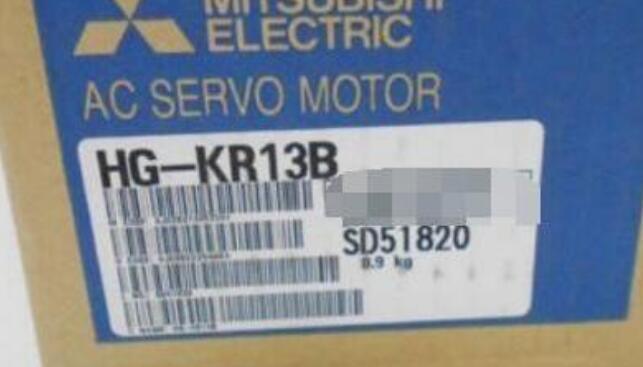 MITSUBISHI
ELECTRIC
AC SERVO MOTOR
HG-KR13B
SD51820
0.9 kg